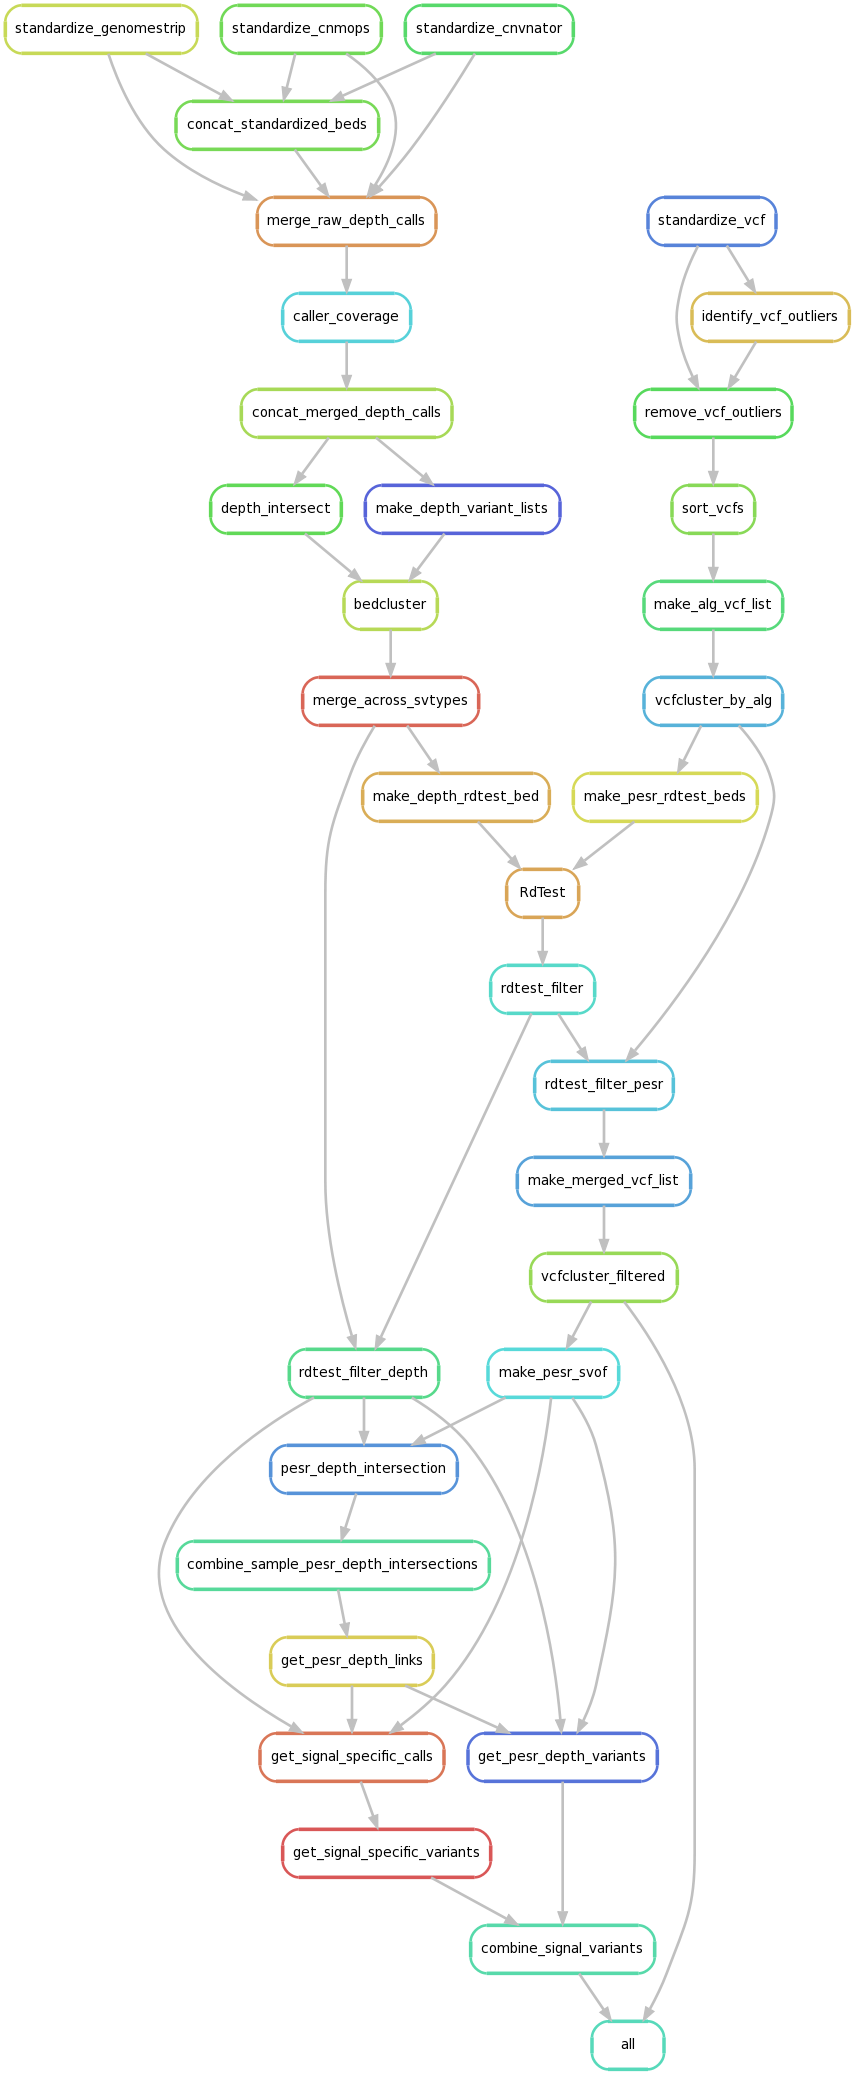 standardize_genomestrip
standardize_cnmops
standardize_cnvnator
concat_standardized_beds
merge_raw_depth_calls
standardize_vcf
caller_coverage
identify_vcf_outliers
concat_merged_depth_calls
remove_vcf_outliers
depth_intersect
make_depth_variant_lists
sort_vcfs
bedcluster
make_alg_vcf_list
merge_across_svtypes
vcfcluster_by_alg
make_depth_rdtest_bed
make_pesr_rdtest_beds
RdTest
rdtest_filter
rdtest_filter_pesr
make_merged_vcf_list
vcfcluster_filtered
rdtest_filter_depth
make_pesr_svof
pesr_depth_intersection
combine_sample_pesr_depth_intersections
get_pesr_depth_links
get_signal_specific_calls
get_pesr_depth_variants
get_signal_specific_variants
combine_signal_variants
all